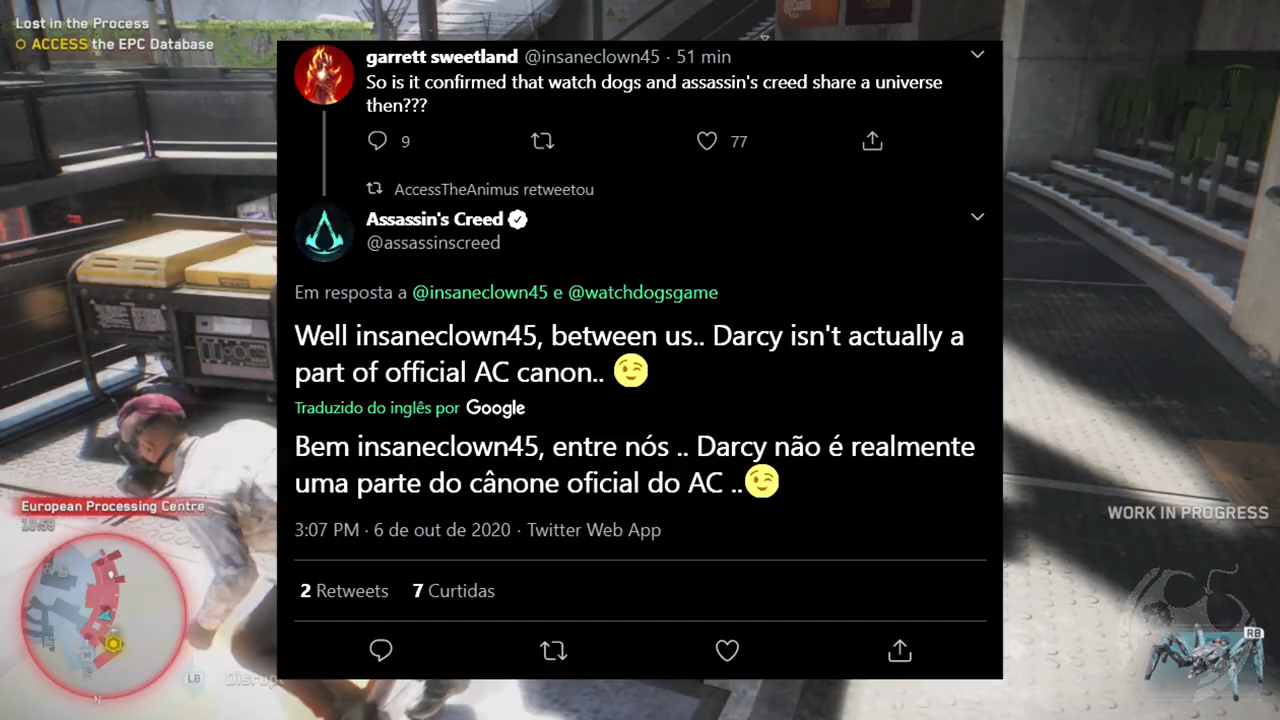 Lost in the Process
ACCESS the EPC Database
garrett sweetland @insaneclown45 · 51 min
So is it confirmed that watch dogs and assassin's creed share a universe
then???
9
77
AccessTheAnimus retweetou
Assassin's Creed
@assassinscreed
Em resposta a @insaneclown45 e @watchdogsgame
Well insaneclown45, between us.. Darcy isn't actually a
part of official AC canon.. 😉
Traduzido do inglês por Google
Bem insaneclown45, entre nós .. Darcy não é realmente
uma parte do cânone oficial do AC ..😉
3:07 PM · 6 de out de 2020 · Twitter Web App
2 Retweets 7 Curtidas
European Processing Centre
WORK IN PROGRESS
RB
N
LB